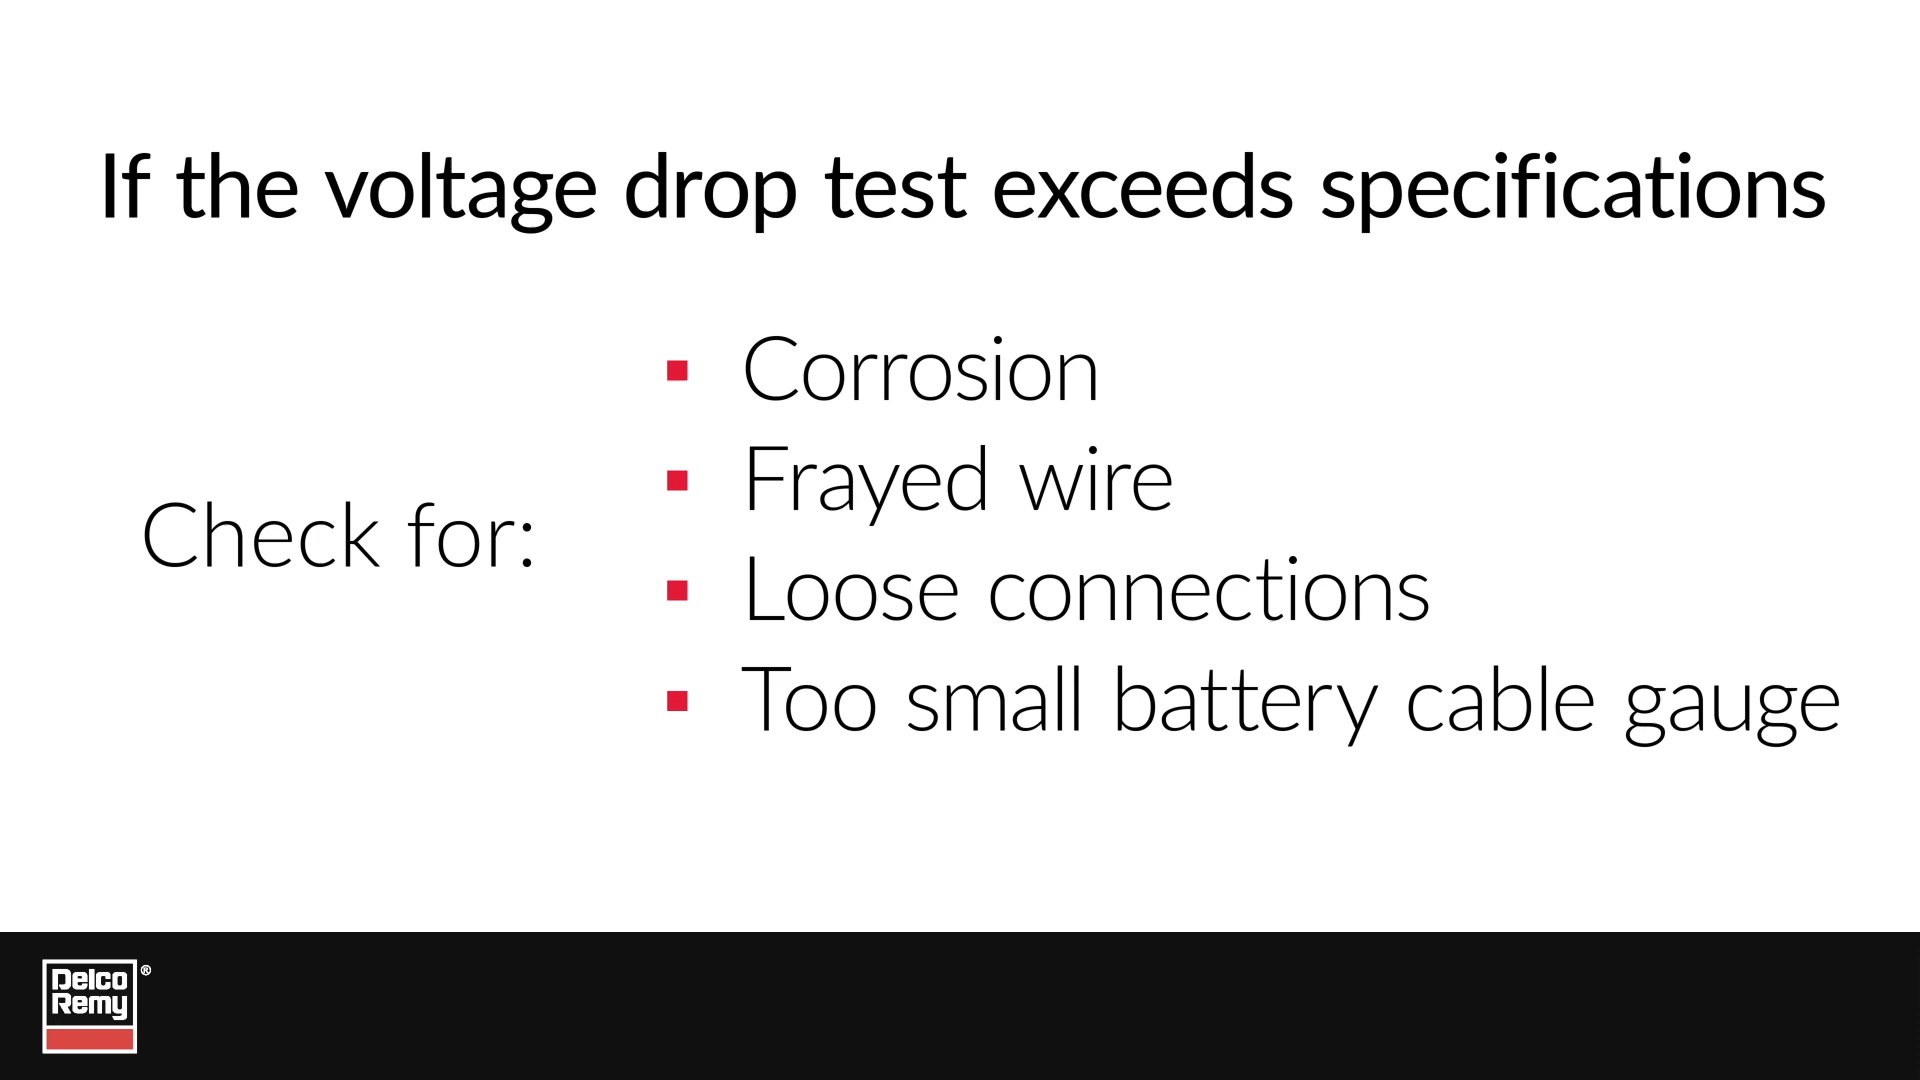 If the voltage drop test exceeds specifications
Check for:
▪ Corrosion
▪ Frayed wire
▪ Loose connections
▪ Too small battery cable gauge
Delco
Remy
®